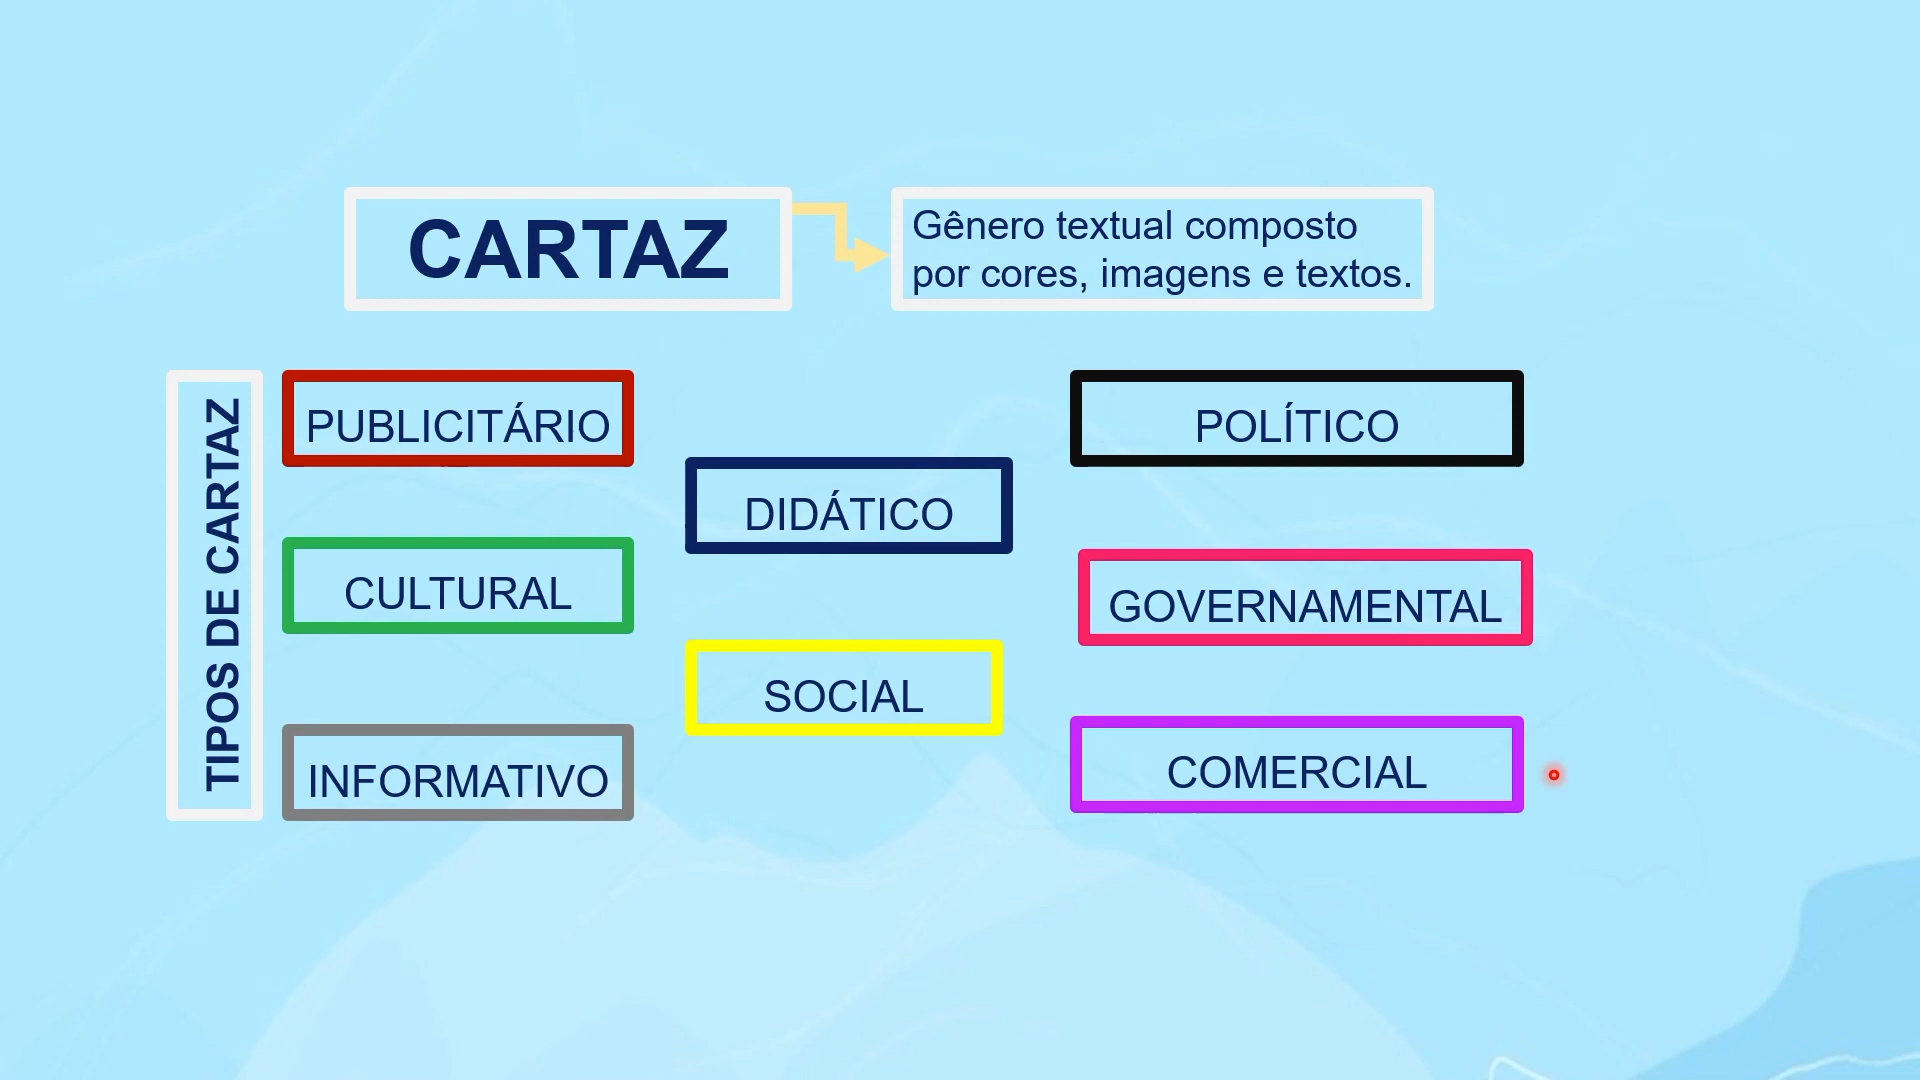 CARTAZ
Gênero textual composto
por cores, imagens e textos.
TIPOS DE CARTAZ
PUBLICITÁRIO
CULTURAL
INFORMATIVO
DIDÁTICO
SOCIAL
POLÍTICO
GOVERNAMENTAL
COMERCIAL